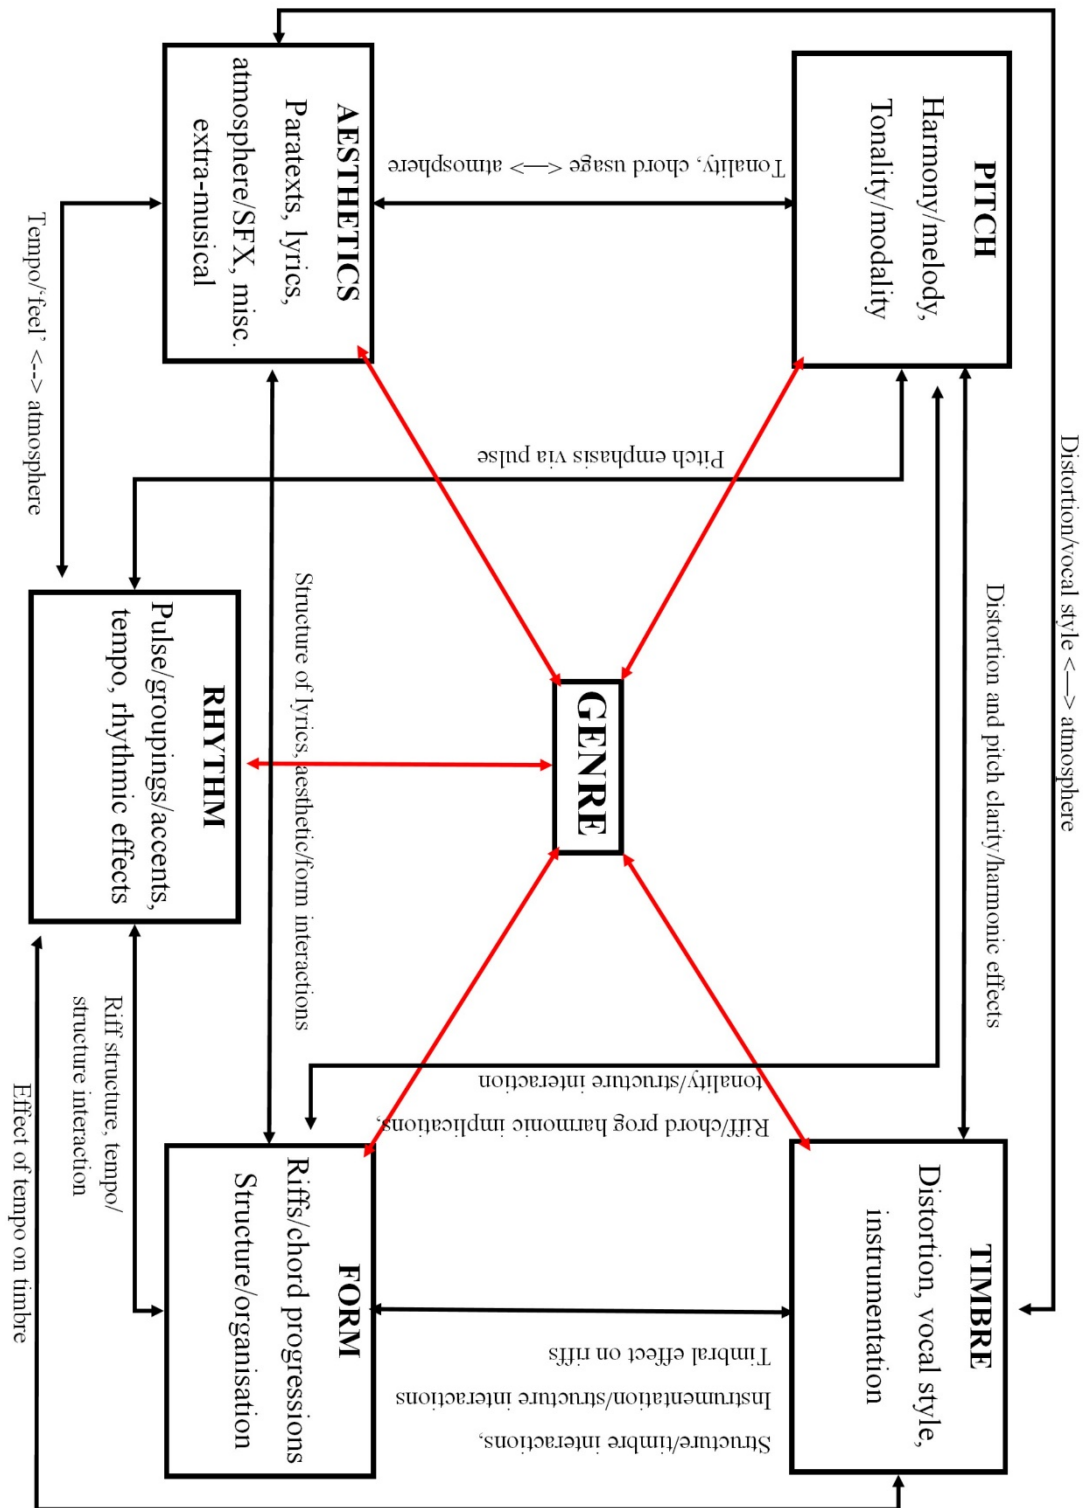 Distortion/vocal style <—> atmosphere
PITCH
Harmony/melody,
Tonality/modality
Distortion and pitch clarity/harmonic effects
TIMBRE
Distortion, vocal style,
instrumentation
Tonality, chord usage <—> atmosphere
Pitch emphasis via pulse
GENRE
Riff/chord prog harmonic implications,
tonality/structure interaction
Structure/timbre interactions,
Instrumentation/structure interactions
Timbral effect on riffs
AESTHETICS
Paratexts, lyrics,
atmosphere/SFX, misc.
extra-musical
Structure of lyrics, aesthetic/form interactions
FORM
Riffs/chord progressions
Structure/organisation
Tempo/‘feel’ <--> atmosphere
RHYTHM
Pulse/groupings/accents,
tempo, rhythmic effects
Riff structure, tempo/
structure interaction
Effect of tempo on timbre